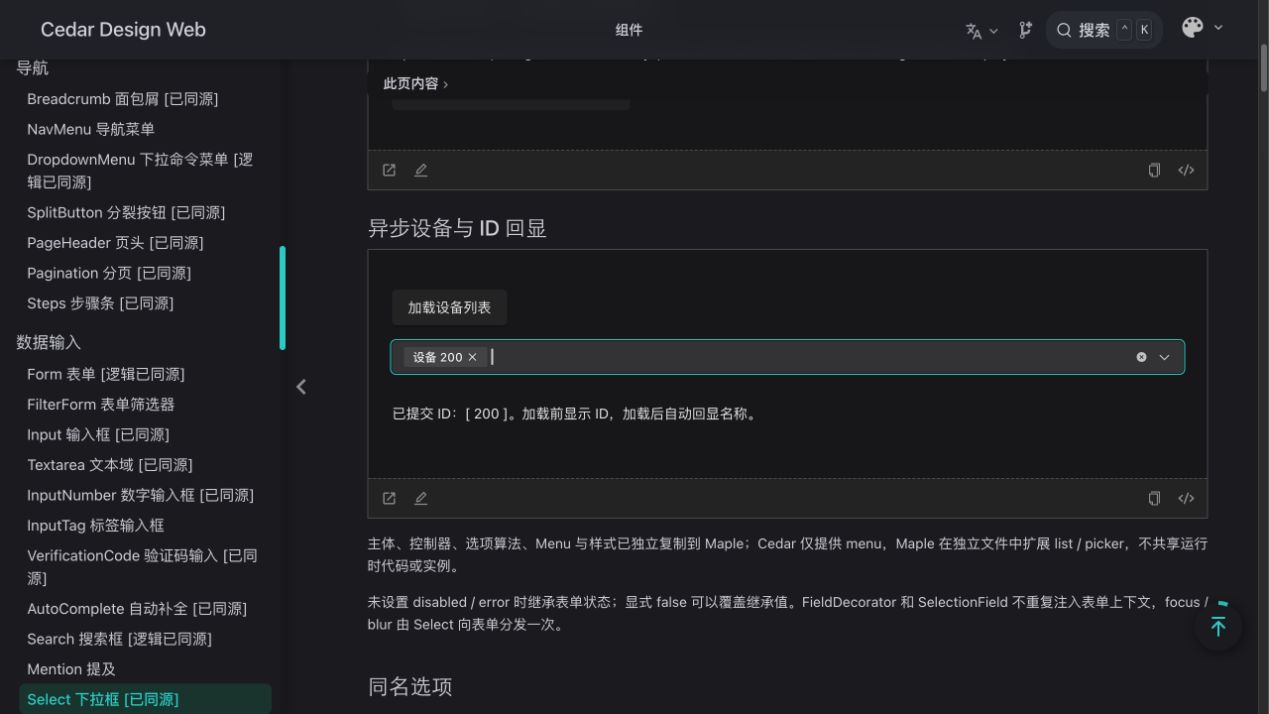 Cedar Design Web
组件
搜索 ^ K
导航
Breadcrumb 面包屑 [已同源]
NavMenu 导航菜单
DropdownMenu 下拉命令菜单 [逻
辑已同源]
SplitButton 分裂按钮 [已同源]
PageHeader 页头 [已同源]
Pagination 分页 [已同源]
Steps 步骤条 [已同源]
数据输入
Form 表单 [逻辑已同源]
FilterForm 表单筛选器
Input 输入框 [已同源]
Textarea 文本域 [已同源]
InputNumber 数字输入框 [已同源]
InputTag 标签输入框
VerificationCode 验证码输入 [已同
源]
AutoComplete 自动补全 [已同源]
Search 搜索框 [逻辑已同源]
Mention 提及
Select 下拉框 [已同源]
此页内容 ›
异步设备与 ID 回显
加载设备列表
设备 200 ×
已提交 ID：[ 200 ]。加载前显示 ID，加载后自动回显名称。
主体、控制器、选项算法、Menu 与样式已独立复制到 Maple；Cedar 仅提供 menu，Maple 在独立文件中扩展 list / picker，不共享运行
时代码或实例。
未设置 disabled / error 时继承表单状态；显式 false 可以覆盖继承值。FieldDecorator 和 SelectionField 不重复注入表单上下文，focus /
blur 由 Select 向表单分发一次。
同名选项